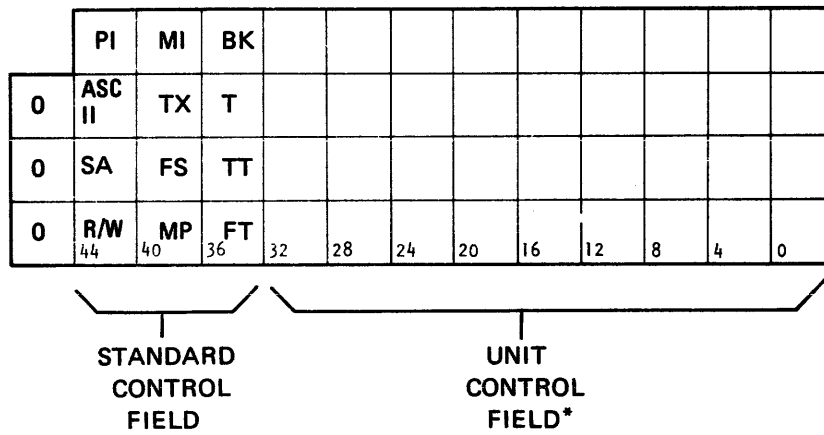 PI MI BK
0 ASC II TX T
0 SA FS TT
0 R/W MP FT
44 40 36 32 28 24 20 16 12 8 4 0
STANDARD CONTROL FIELD
UNIT CONTROL FIELD*